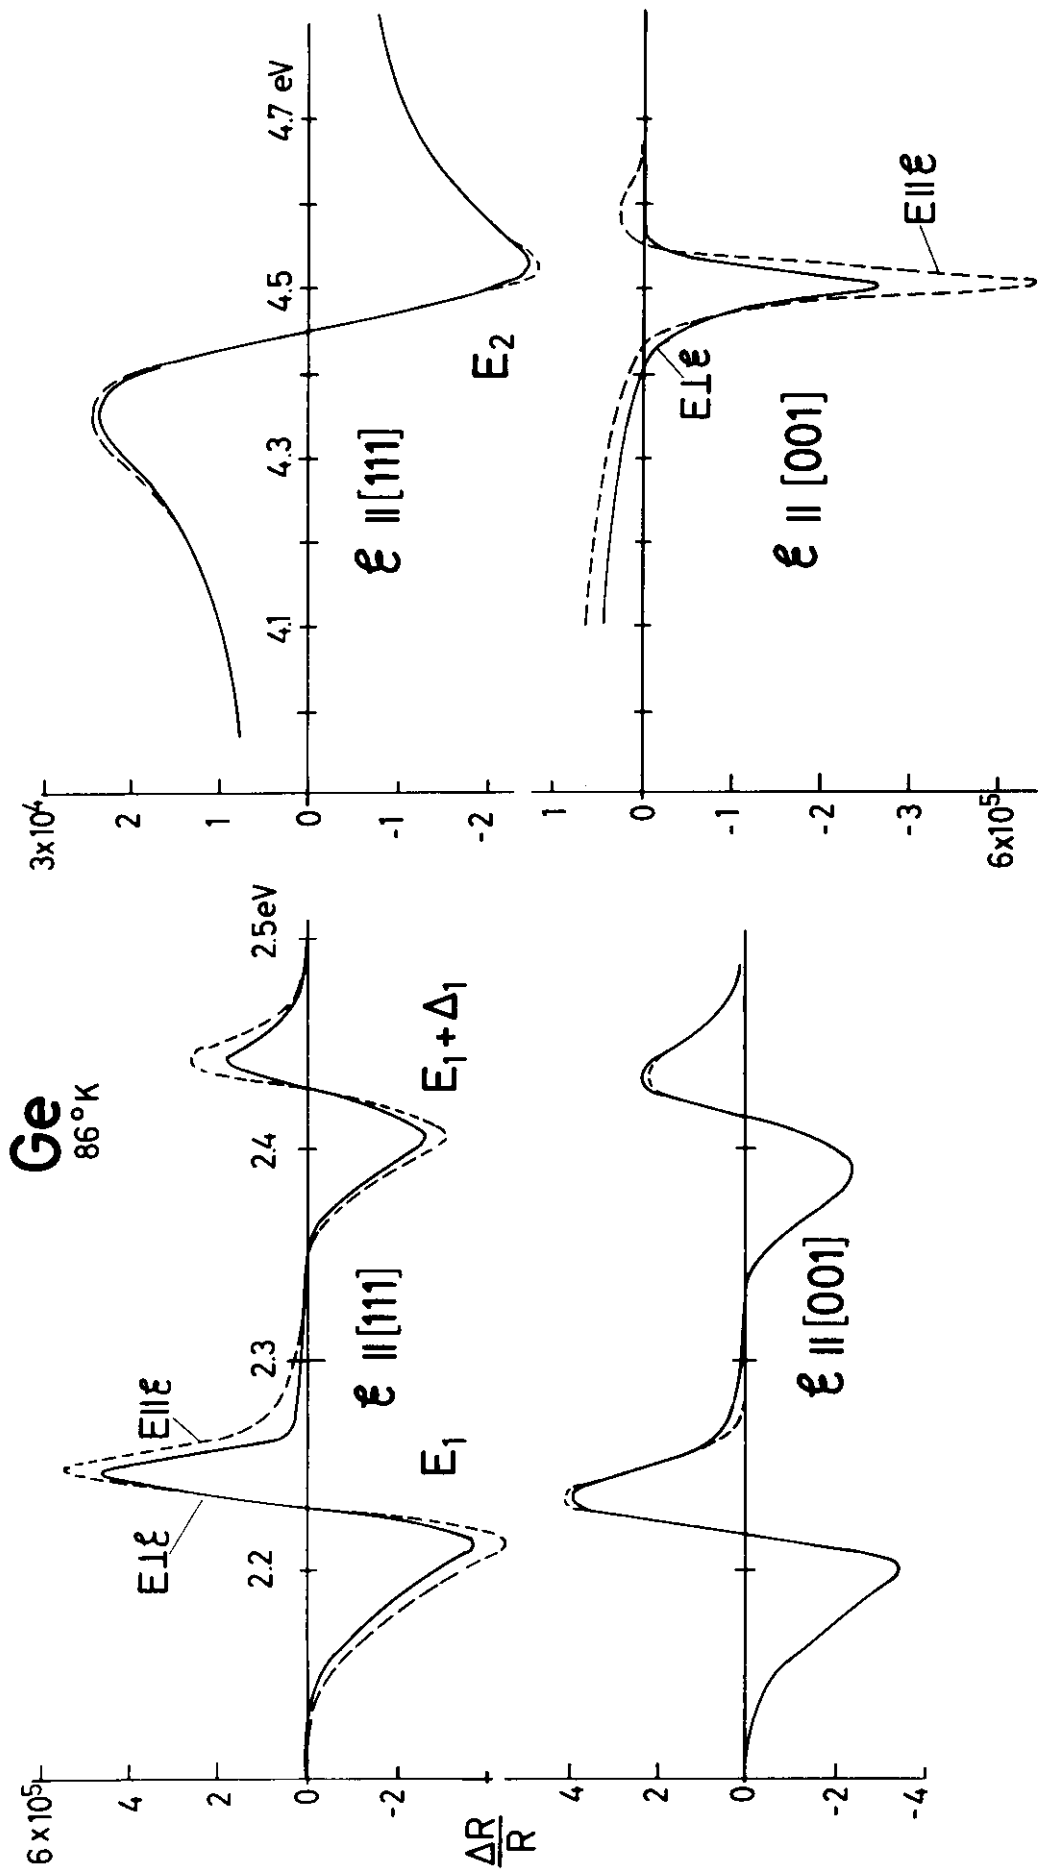 Ge
86°K
6x10⁵
4
2
0
-2
ΔR/R
E⊥ℰ
E∥ℰ
2.2
2.3
2.4
2.5eV
E₁
ℰ ∥[111]
E₁+Δ₁
4
2
0
-4
ℰ ∥[001]
3x10⁴
2
1
0
-1
-2
4.1
4.3
4.5
4.7 eV
ℰ ∥[111]
E₂
1
0
-1
-2
-3
6x10⁵
E⊥ℰ
E∥ℰ
ℰ ∥ [001]